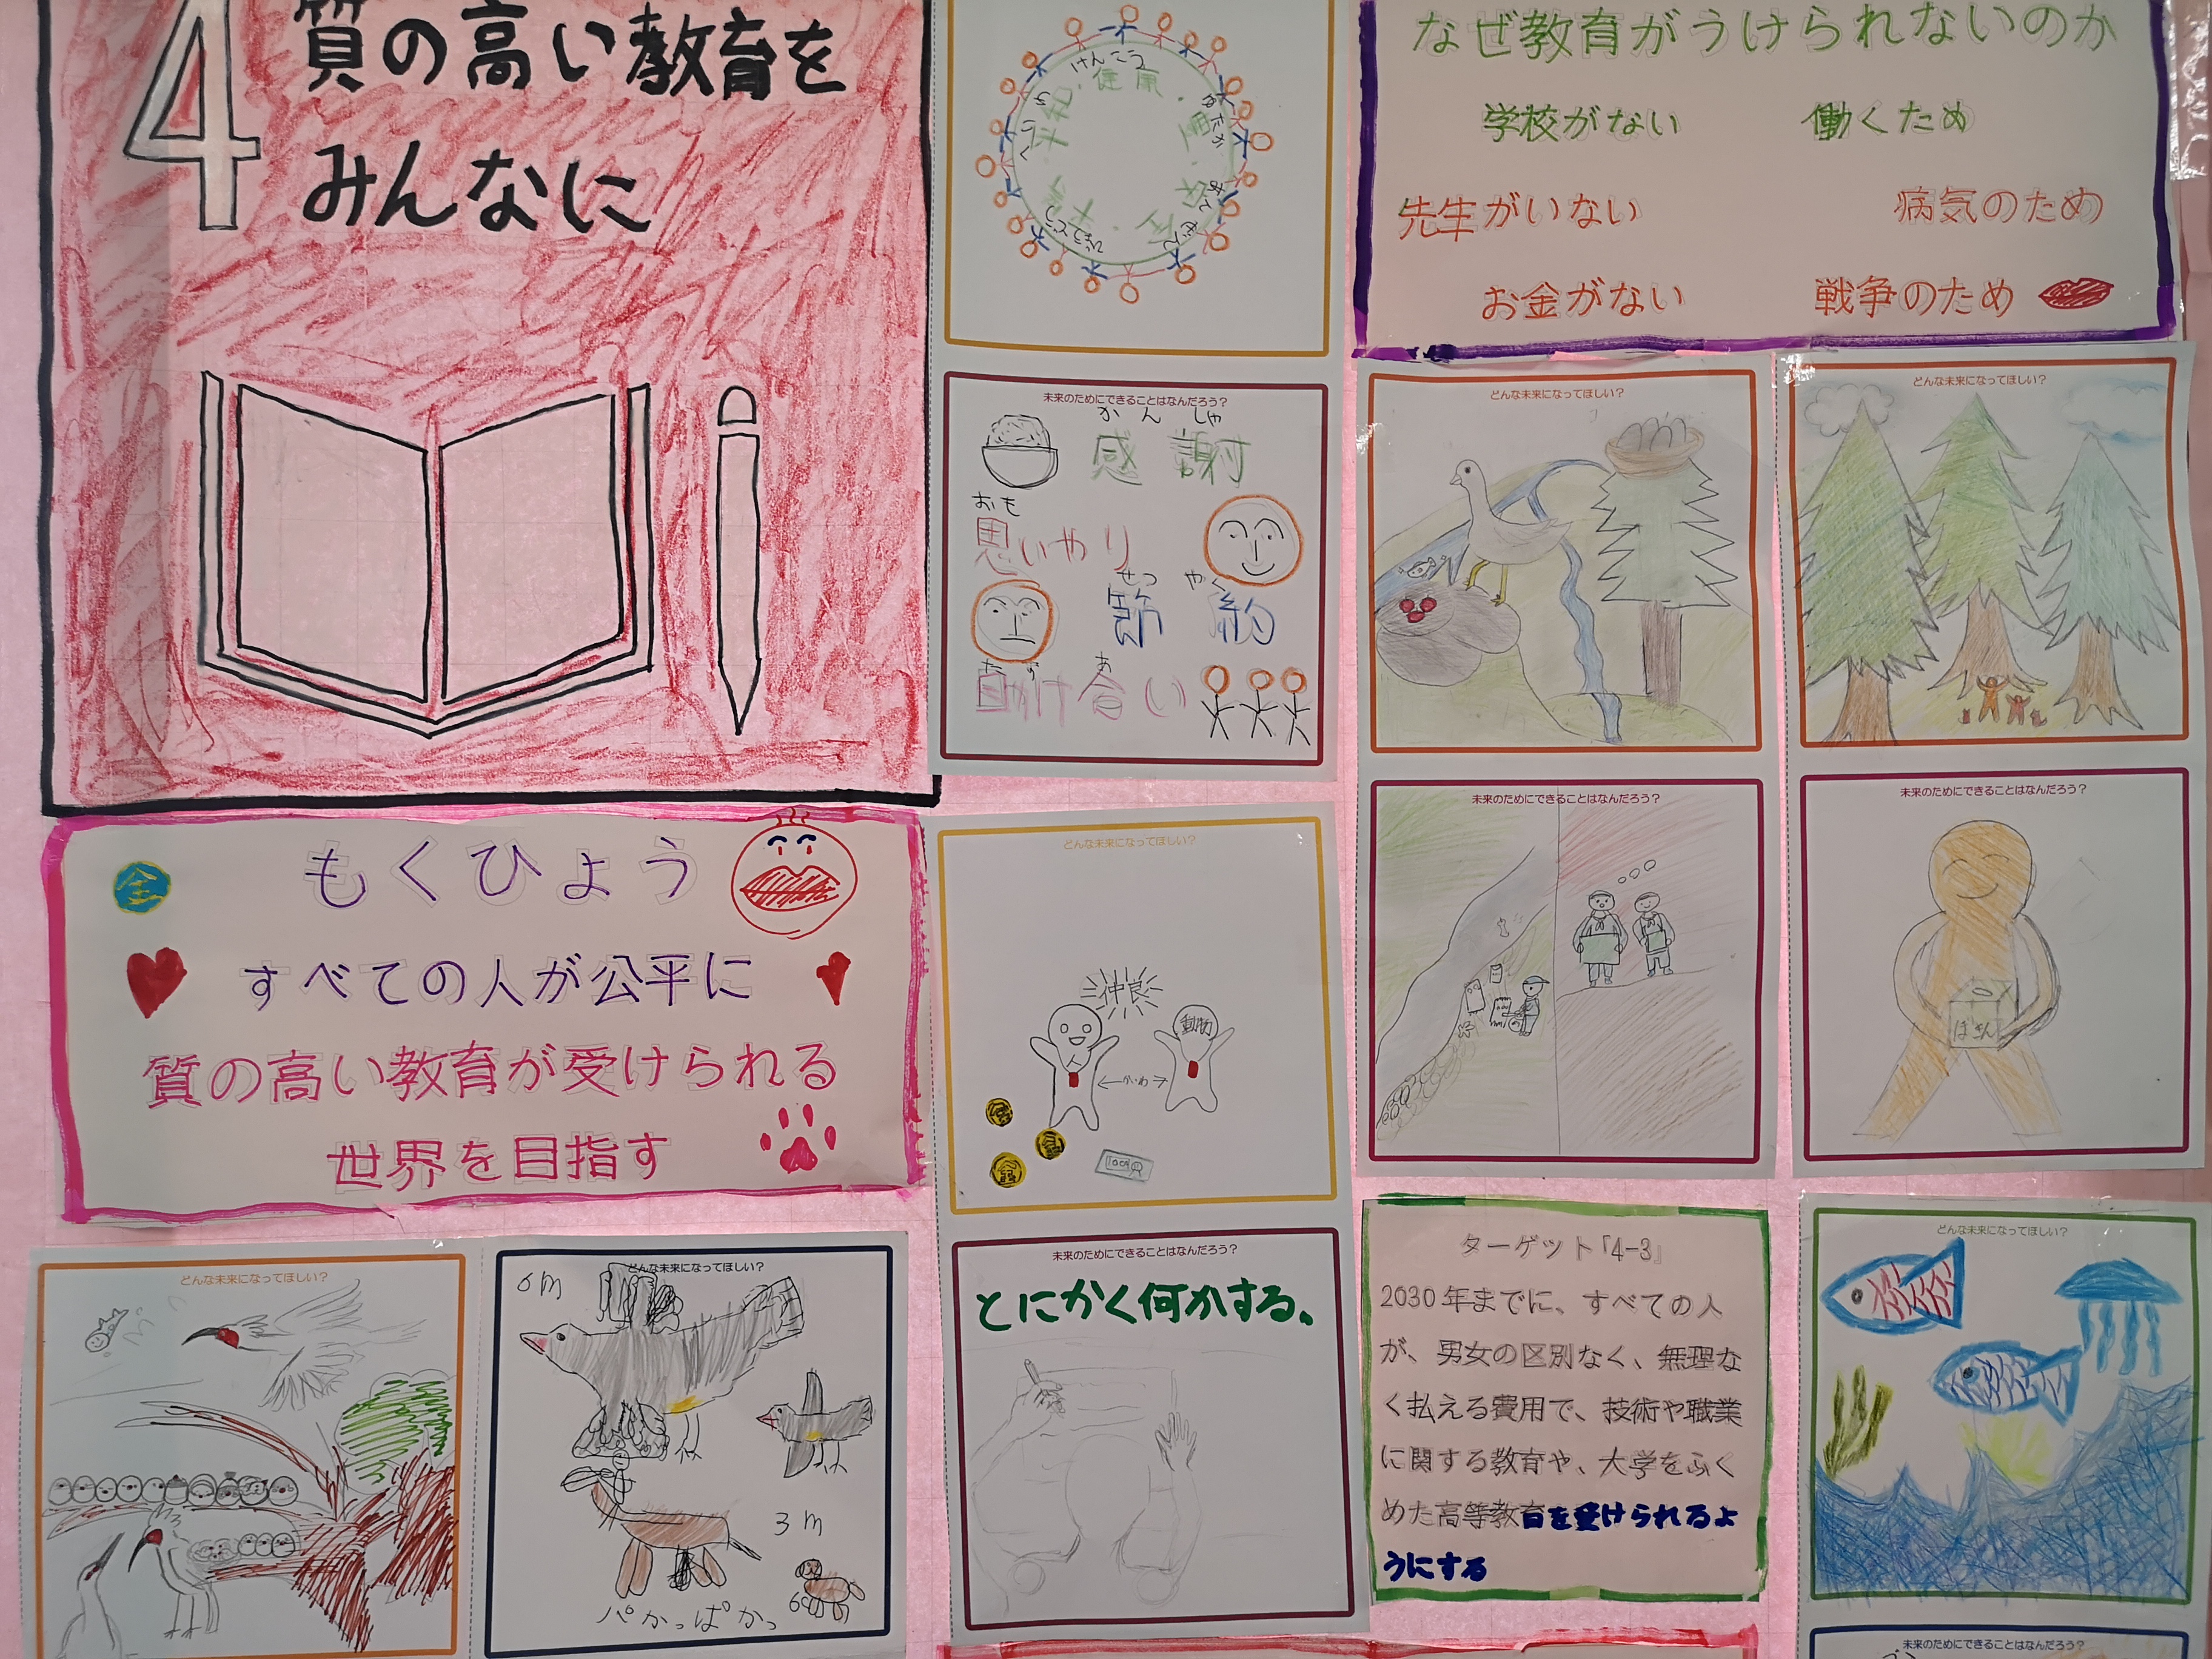 4 質の高い教育を
みんなに
けんこう
健康
平和
安全
未来のためにできることはなんだろう?
かんしゃ
感謝
おも
思いやり
せつやく
節約
あ
助け合い
なぜ教育がうけられないのか
学校がない 働くため
先生がいない 病気のため
お金がない 戦争のため
どんな未来になってほしい?
どんな未来になってほしい?
未来のためにできることはなんだろう?
未来のためにできることはなんだろう?
ぼきん
全
もくひょう
すべての人が公平に
質の高い教育が受けられる
世界を目指す
どんな未来になってほしい?
仲良
人
動物
かいわ
金
金
金
1000
どんな未来になってほしい?
どんな未来になってほしい?
6m
3m
パかっぱかっ
未来のためにできることはなんだろう?
とにかく何かする。
ターゲット「4-3」
2030年までに、すべての人
が、男女の区別なく、無理な
く払える費用で、技術や職業
に関する教育や、大学をふく
めた高等教育を受けられるよ
うにする
どんな未来になってほしい?
未来のためにできることはなんだろう?